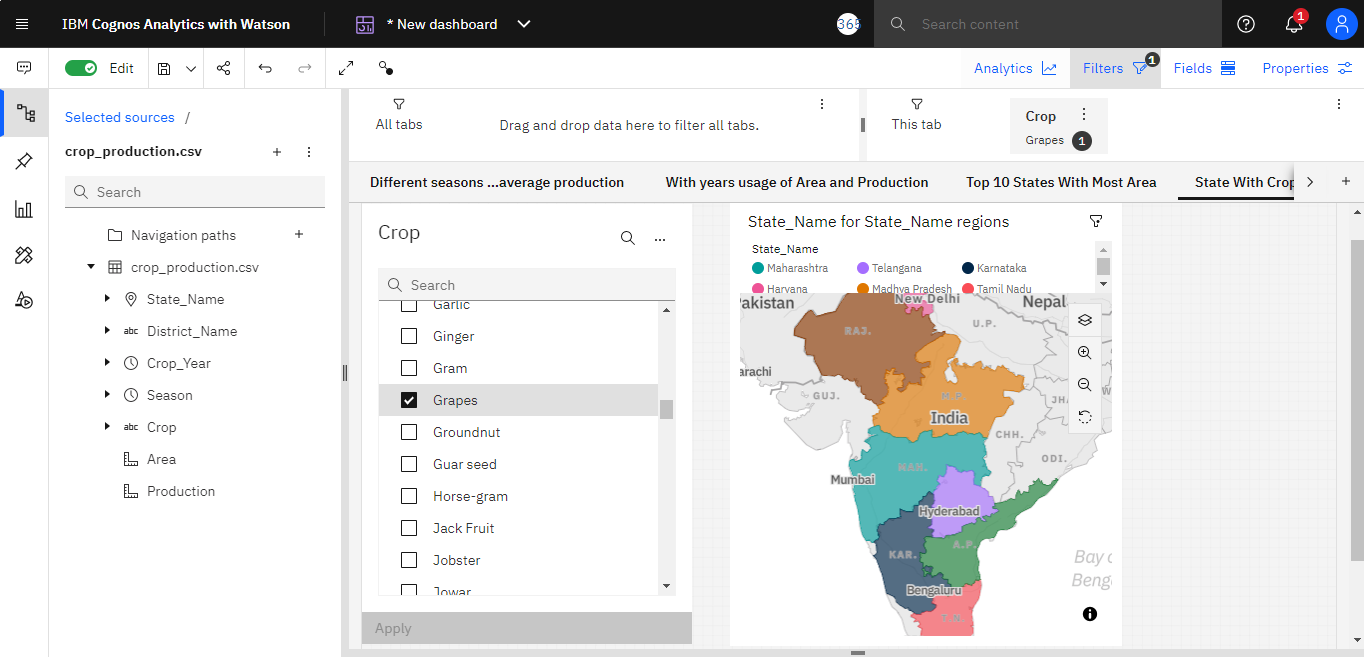 IBM Cognos Analytics with Watson
* New dashboard
365
Search content
1
Edit
Analytics
Filters
1
Fields
Properties
Selected sources /
crop_production.csv
Search
Navigation paths
crop_production.csv
State_Name
abc District_Name
Crop_Year
Season
abc Crop
Area
Production
All tabs
Drag and drop data here to filter all tabs.
This tab
Crop
Grapes 1
Different seasons ...average production
With years usage of Area and Production
Top 10 States With Most Area
State With Crop
Crop
Search
Garlic
Ginger
Gram
Grapes
Groundnut
Guar seed
Horse-gram
Jack Fruit
Jobster
Jowar
Apply
State_Name for State_Name regions
State_Name
Maharashtra Telangana Karnataka
Haryana Madhya Pradesh Tamil Nadu
akistan
New Delhi
Nepal
RAJ.
U.P.
arachi
GUJ.
M.P.
JHA
W
India
CHH.
ODI.
MAH.
Mumbai
Hyderabad
A.P.
KAR.
Bay o
Beng
Bengaluru
T.N.